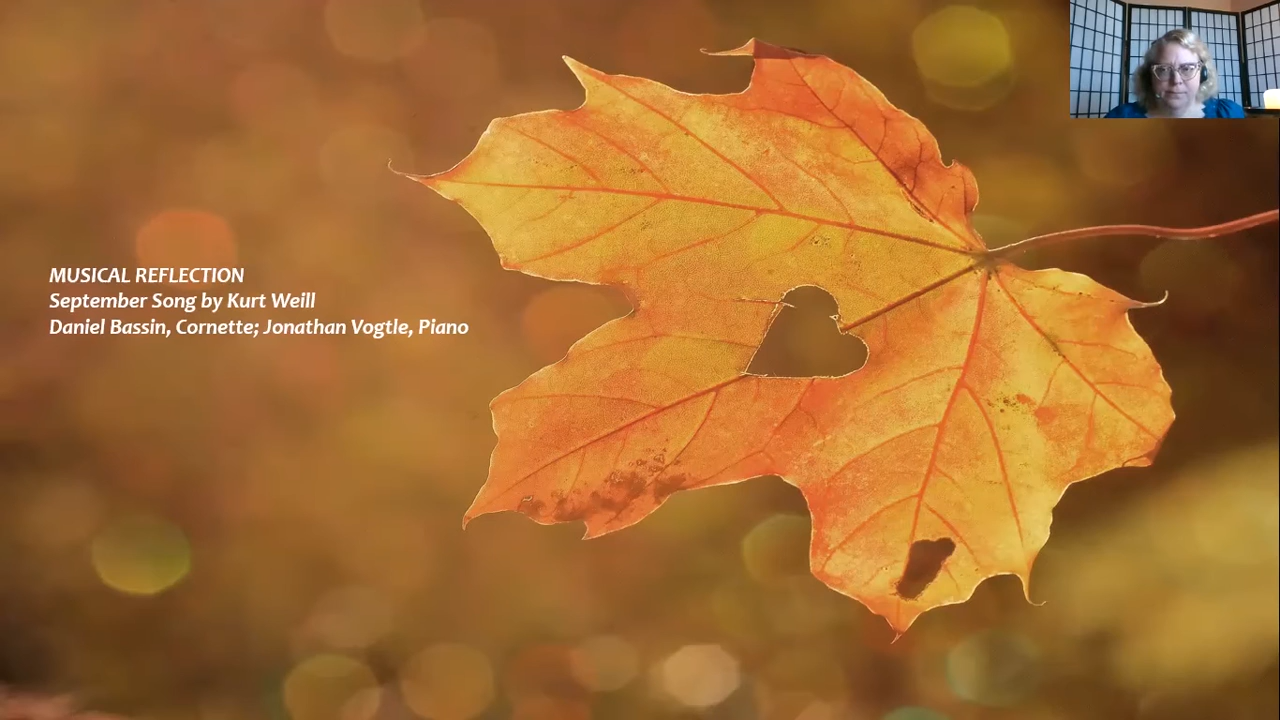 MUSICAL REFLECTION
September Song by Kurt Weill
Daniel Bassin, Cornette; Jonathan Vogtle, Piano